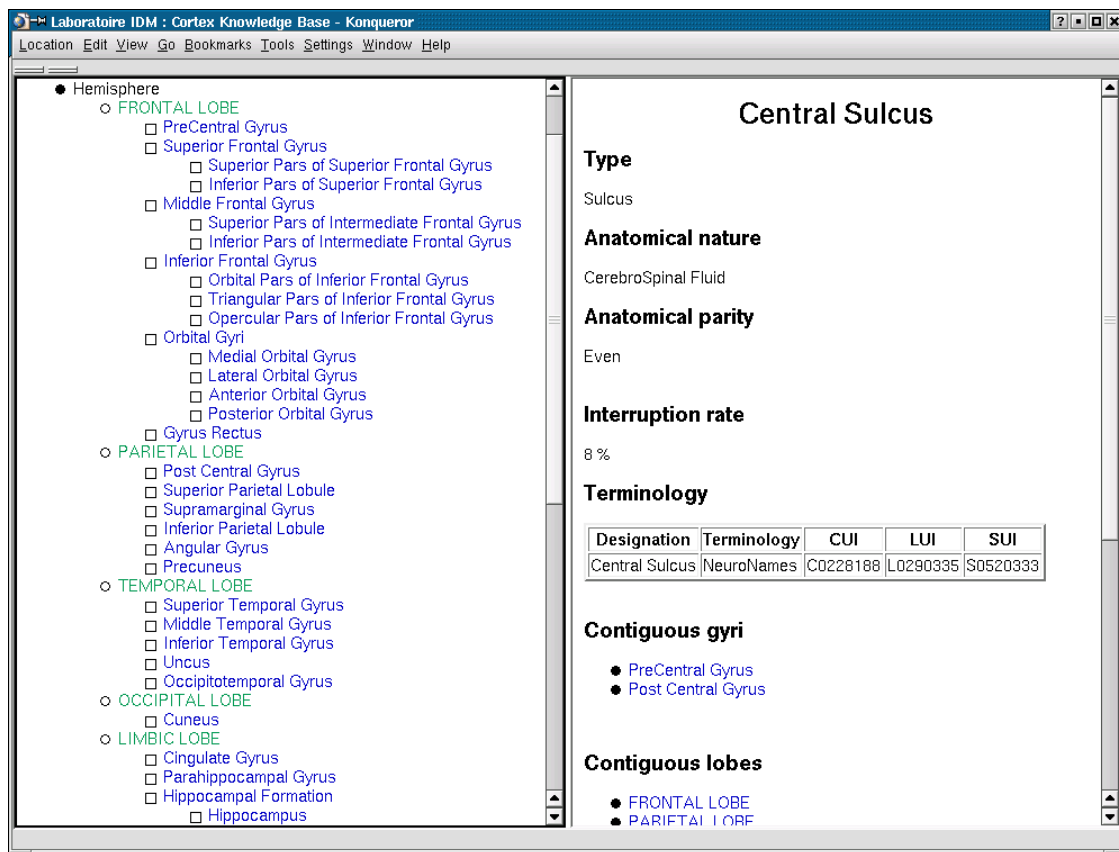 Laboratoire IDM : Cortex Knowledge Base - Konqueror
Location Edit View Go Bookmarks Tools Settings Window Help
Hemisphere
FRONTAL LOBE
PreCentral Gyrus
Superior Frontal Gyrus
Superior Pars of Superior Frontal Gyrus
Inferior Pars of Superior Frontal Gyrus
Middle Frontal Gyrus
Superior Pars of Intermediate Frontal Gyrus
Inferior Pars of Intermediate Frontal Gyrus
Inferior Frontal Gyrus
Orbital Pars of Inferior Frontal Gyrus
Triangular Pars of Inferior Frontal Gyrus
Opercular Pars of Inferior Frontal Gyrus
Orbital Gyri
Medial Orbital Gyrus
Lateral Orbital Gyrus
Anterior Orbital Gyrus
Posterior Orbital Gyrus
Gyrus Rectus
PARIETAL LOBE
Post Central Gyrus
Superior Parietal Lobule
Supramarginal Gyrus
Inferior Parietal Lobule
Angular Gyrus
Precuneus
TEMPORAL LOBE
Superior Temporal Gyrus
Middle Temporal Gyrus
Inferior Temporal Gyrus
Uncus
Occipitotemporal Gyrus
OCCIPITAL LOBE
Cuneus
LIMBIC LOBE
Cingulate Gyrus
Parahippocampal Gyrus
Hippocampal Formation
Hippocampus
Central Sulcus
Type
Sulcus
Anatomical nature
CerebroSpinal Fluid
Anatomical parity
Even
Interruption rate
8 %
Terminology
Designation Terminology CUI LUI SUI
Central Sulcus NeuroNames C0228188 L0290335 S0520333
Contiguous gyri
PreCentral Gyrus
Post Central Gyrus
Contiguous lobes
FRONTAL LOBE
PARIETAL LOBE